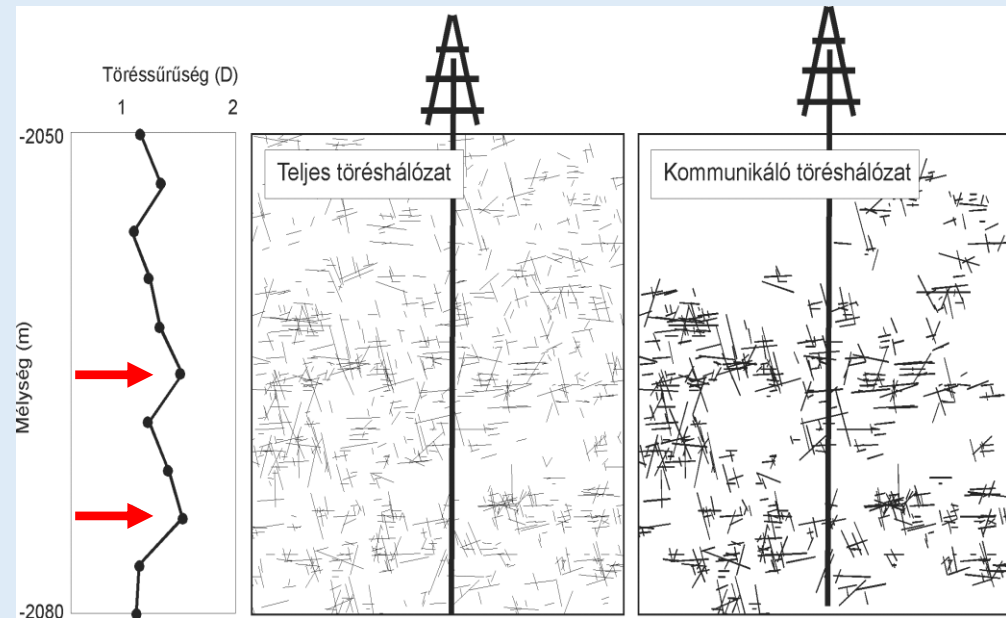 Töréssűrűség (D)
1 2
-2050
Mélység (m)
-2080
Teljes töréshálózat
Kommunikáló töréshálózat